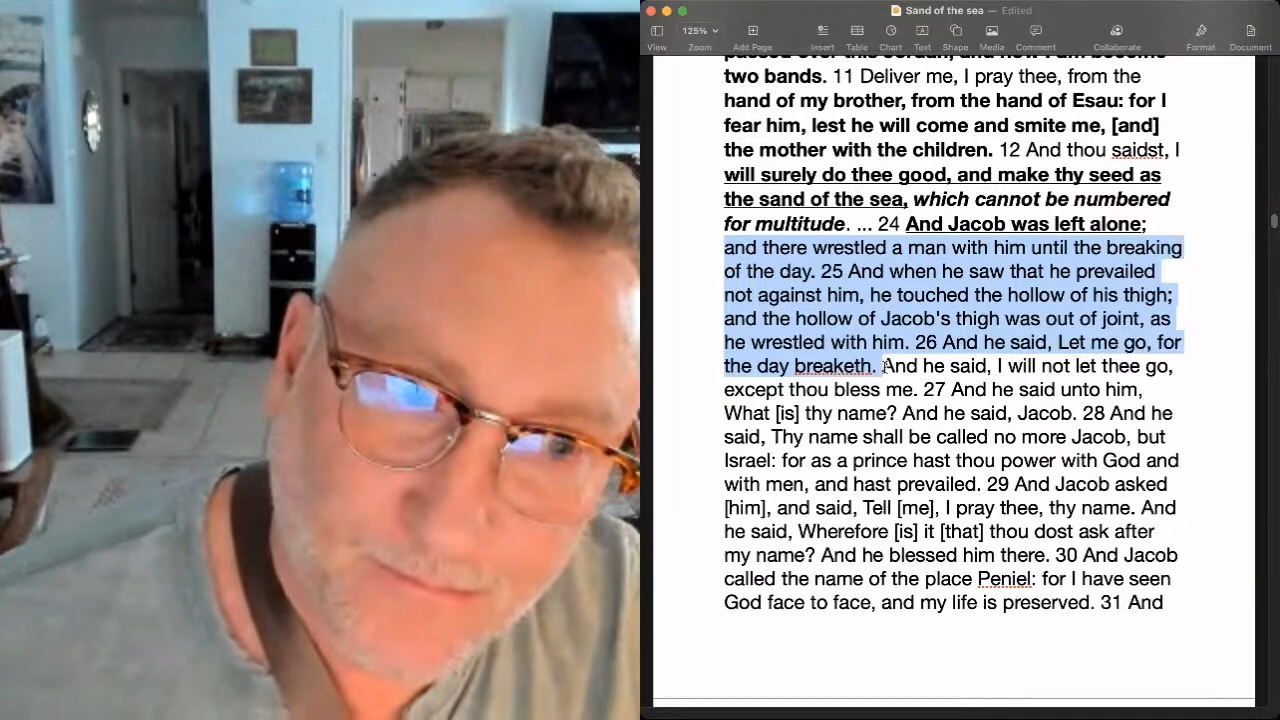 Sand of the sea — Edited
125%
View Zoom Add Page Insert Table Chart Text Shape Media Comment Collaborate Format Document
two bands. 11 Deliver me, I pray thee, from the
hand of my brother, from the hand of Esau: for I
fear him, lest he will come and smite me, [and]
the mother with the children. 12 And thou saidst, I
will surely do thee good, and make thy seed as
the sand of the sea, which cannot be numbered
for multitude. ... 24 And Jacob was left alone;
and there wrestled a man with him until the breaking
of the day. 25 And when he saw that he prevailed
not against him, he touched the hollow of his thigh;
and the hollow of Jacob's thigh was out of joint, as
he wrestled with him. 26 And he said, Let me go, for
the day breaketh. And he said, I will not let thee go,
except thou bless me. 27 And he said unto him,
What [is] thy name? And he said, Jacob. 28 And he
said, Thy name shall be called no more Jacob, but
Israel: for as a prince hast thou power with God and
with men, and hast prevailed. 29 And Jacob asked
[him], and said, Tell [me], I pray thee, thy name. And
he said, Wherefore [is] it [that] thou dost ask after
my name? And he blessed him there. 30 And Jacob
called the name of the place Peniel: for I have seen
God face to face, and my life is preserved. 31 And